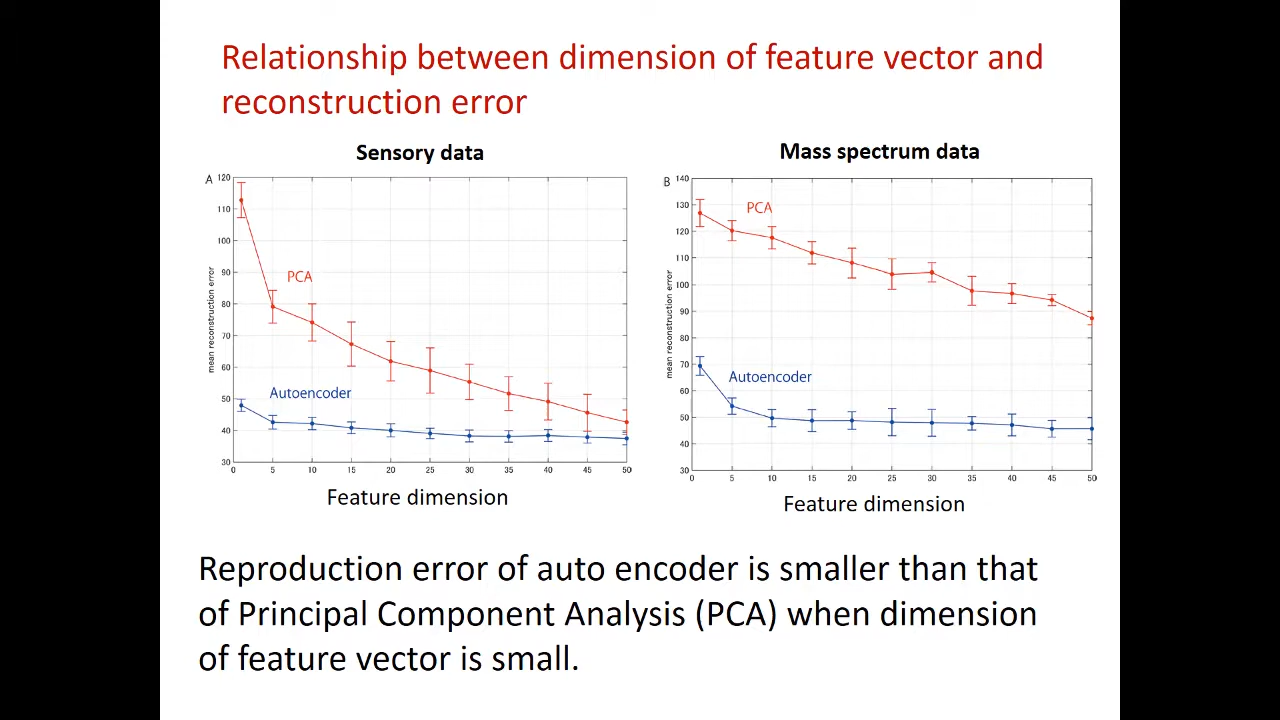 Relationship between dimension of feature vector and
reconstruction error
Sensory data
A
120
110
100
90
80
70
60
50
40
30
mean reconstruction error
PCA
Autoencoder
0 5 10 15 20 25 30 35 40 45 50
Feature dimension
Mass spectrum data
B
140
130
120
110
100
90
80
70
60
50
40
30
mean reconstruction error
PCA
Autoencoder
0 5 10 15 20 25 30 35 40 45 50
Feature dimension
Reproduction error of auto encoder is smaller than that
of Principal Component Analysis (PCA) when dimension
of feature vector is small.